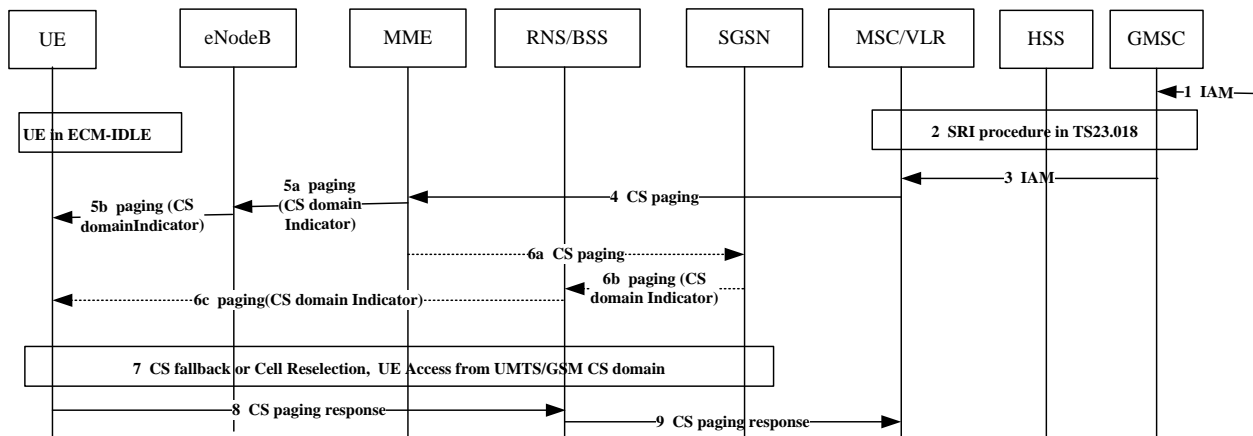 UE
eNodeB
MME
RNS/BSS
SGSN
MSC/VLR
HSS
GMSC
1 IAM
UE in ECM-IDLE
2 SRI procedure in TS23.018
3 IAM
4 CS paging
5a paging
(CS domain
Indicator)
5b paging (CS
domainIndicator)
6a CS paging
6b paging (CS
domain Indicator)
6c paging(CS domain Indicator)
7 CS fallback or Cell Reselection, UE Access from UMTS/GSM CS domain
8 CS paging response
9 CS paging response